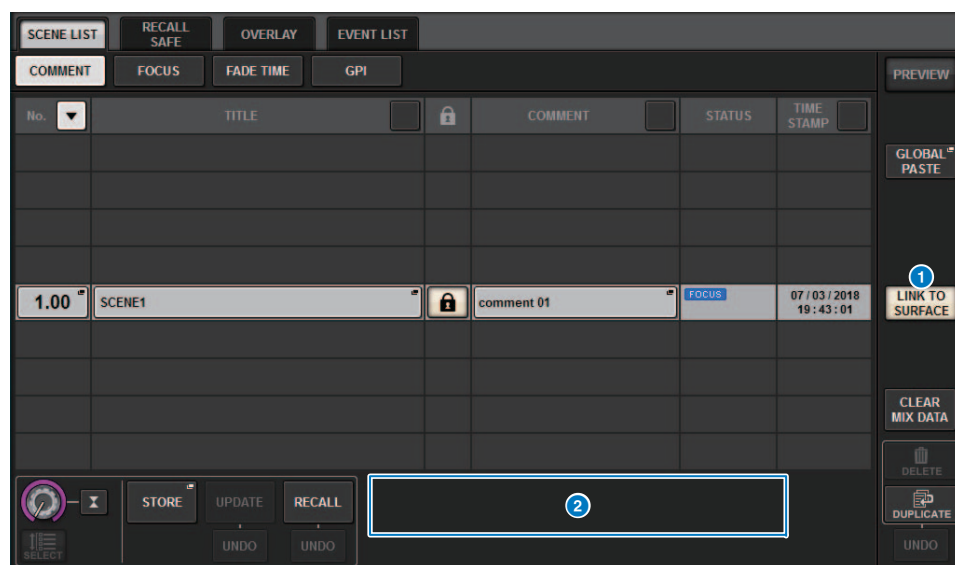 SCENE LIST
RECALL
SAFE
OVERLAY
EVENT LIST
COMMENT
FOCUS
FADE TIME
GPI
PREVIEW
No.
TITLE
COMMENT
STATUS
TIME
STAMP
GLOBAL
PASTE
1
1.00
SCENE1
comment 01
FOCUS
07/03/2018
19:43:01
LINK TO
SURFACE
CLEAR
MIX DATA
DELETE
STORE
UPDATE
RECALL
2
DUPLICATE
SELECT
UNDO
UNDO
UNDO